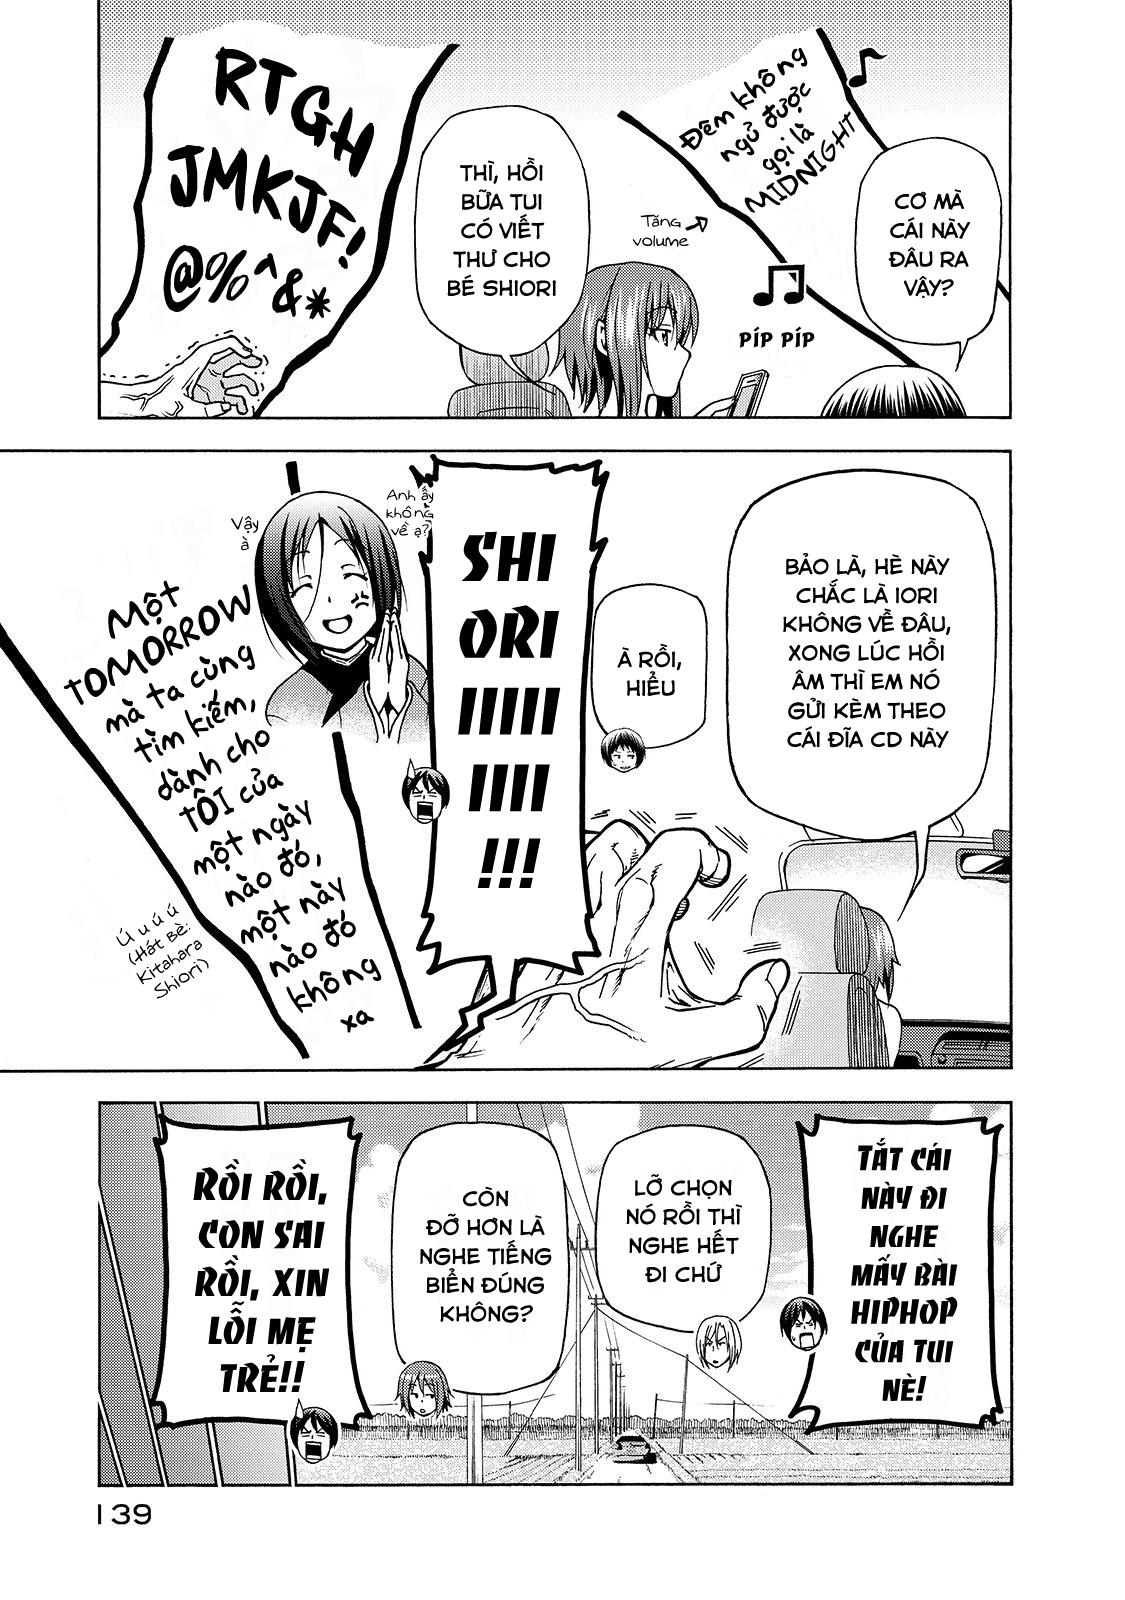 CƠ MÀ
CÁI NÀY
ĐÂU RA
VẬY?
Đêm không
ngủ được
gọi là
MIDNIGHT
Tăng
volume
PÍP PÍP
THÌ, HỒI
BỮA TUI
CÓ VIẾT
THƯ CHO
BÉ SHIORI
RTGH
JMKJF!
@%^&*
BẢO LÀ, HÈ NÀY
CHẮC LÀ IORI
KHÔNG VỀ ĐÂU,
XONG LÚC HỒI
ÂM THÌ EM NÓ
GỬI KÈM THEO
CÁI ĐĨA CD NÀY
À RỒI,
HIỂU
SHI
ORI
IIIII
IIII
!!!
Anh ấy
không
về ạ?
Vậy
à
Một
TOMORROW
mà ta cùng
tìm kiếm,
dành cho
TÔI của
một ngày
nào đó,
một này
nào đó
không
xa
Ú u ú ú
(Hát bè:
Kitahara
Shiori)
TẮT CÁI
NÀY ĐI
NGHE
MẤY BÀI
HIPHOP
CỦA TUI
NÈ!
LỠ CHỌN
NÓ RỒI THÌ
NGHE HẾT
ĐI CHỨ
CÒN
ĐỠ HƠN LÀ
NGHE TIẾNG
BIỂN ĐÚNG
KHÔNG?
RỒI RỒI,
CON SAI
RỒI, XIN
LỖI MẸ
TRẺ!!
139